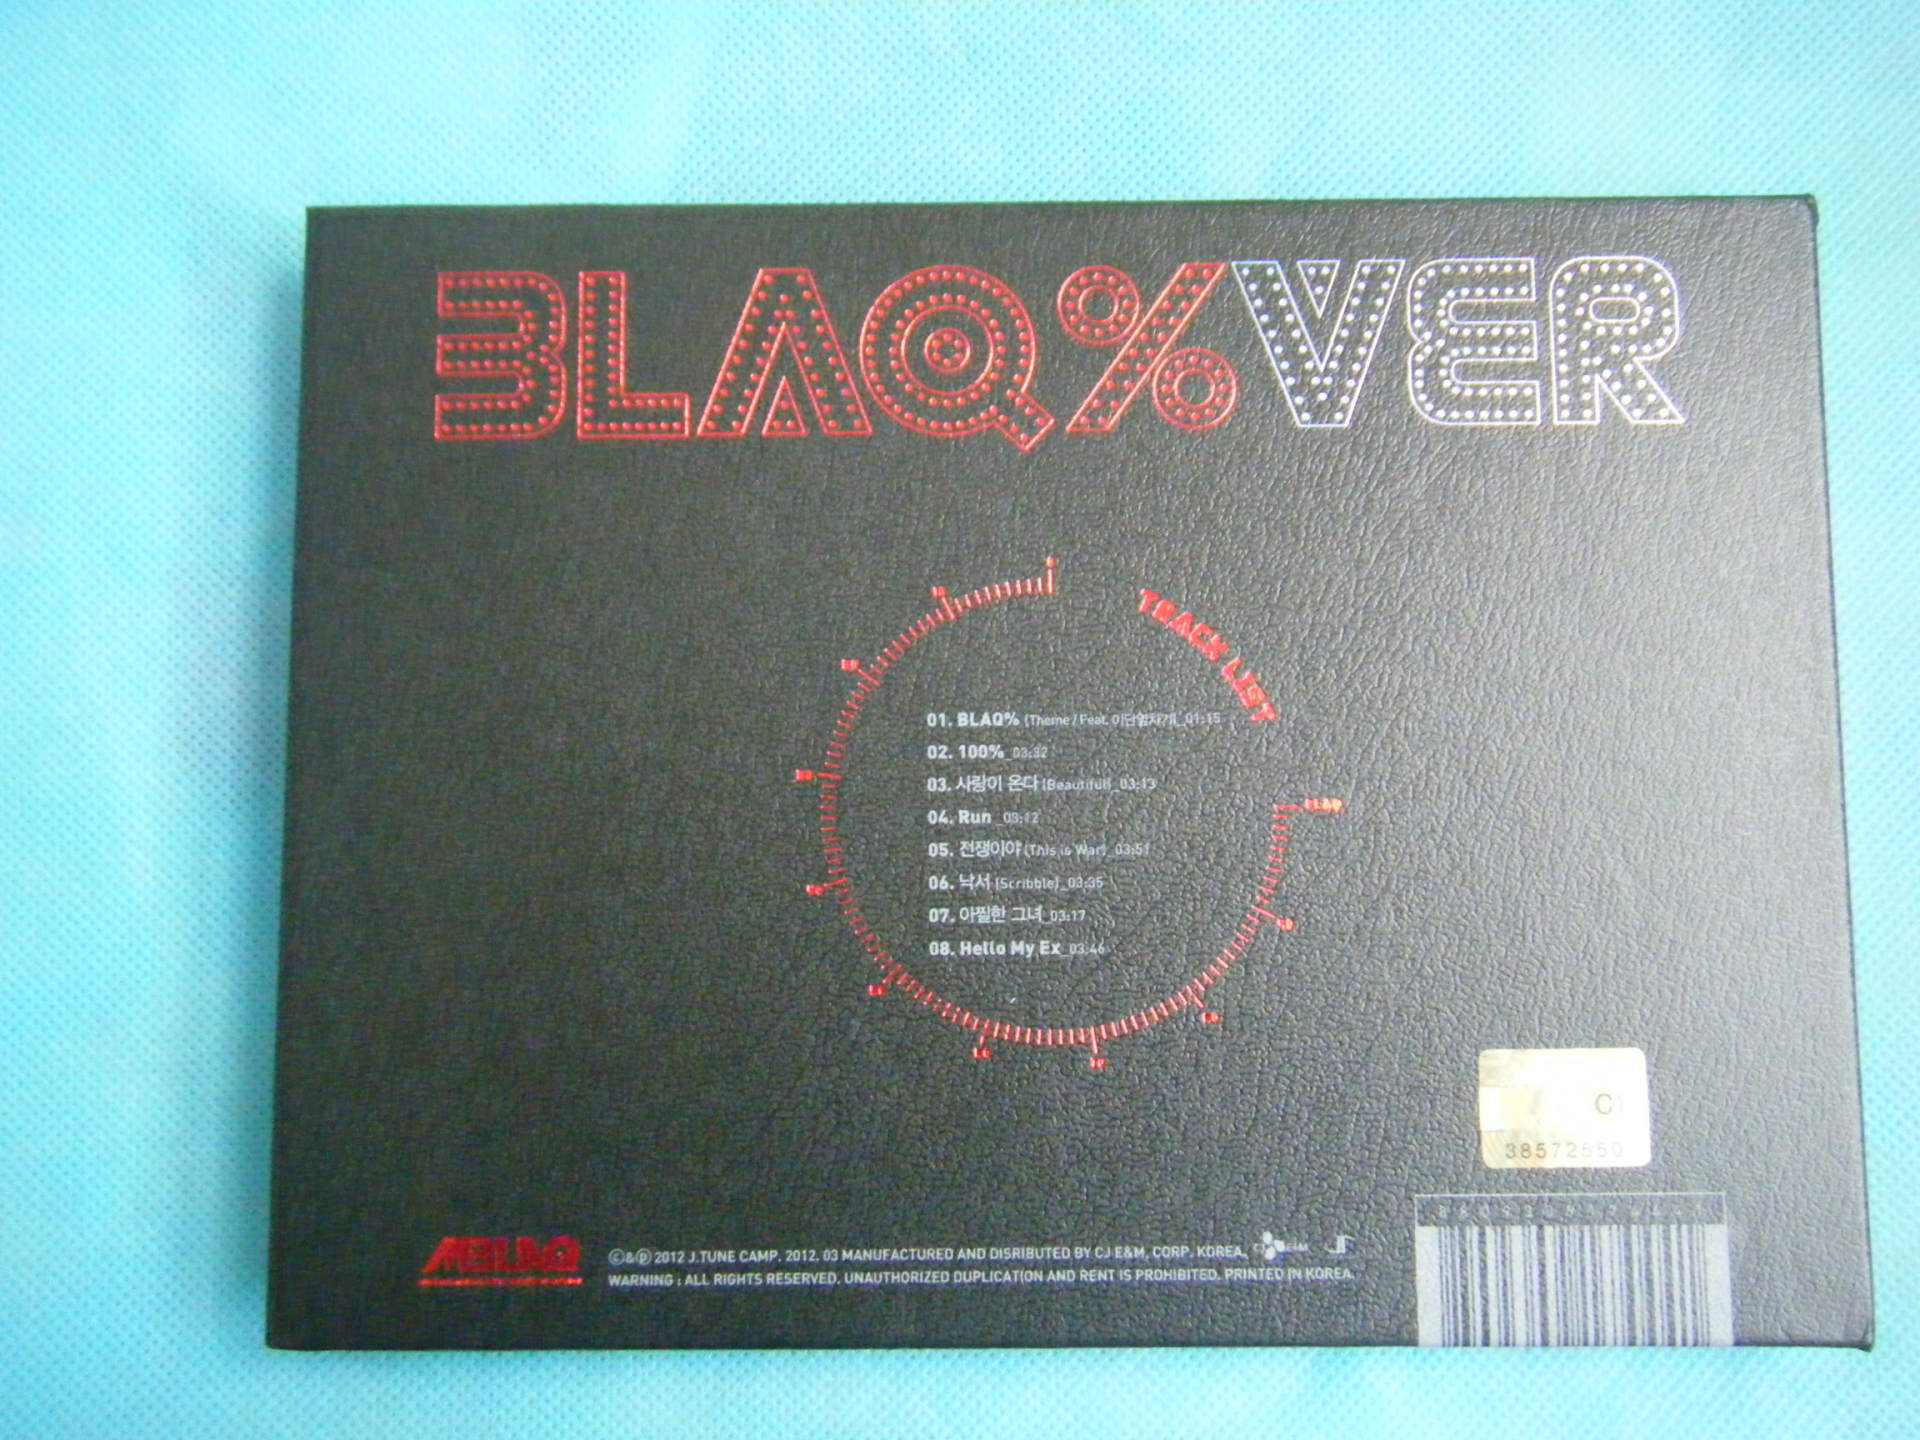 BLAQ%VER
TRACK LIST
01. BLAQ% (Theme / Feat. 이단옆차기)_01:15
02. 100%_03:32
03. 사랑이 온다 (Beautiful)_03:13
04. Run_03:12
05. 전쟁이야 (This is War)_03:51
06. 낙서 (Scribble)_03:35
07. 아찔한 그녀_03:17
08. Hello My Ex_03:46
BLAQ
C
38572550
MBLAQ
©&℗ 2012 J.TUNE CAMP. 2012. 03 MANUFACTURED AND DISRIBUTED BY CJ E&M, CORP. KOREA.
WARNING : ALL RIGHTS RESERVED. UNAUTHORIZED DUPLICATION AND RENT IS PROHIBITED. PRINTED IN KOREA.